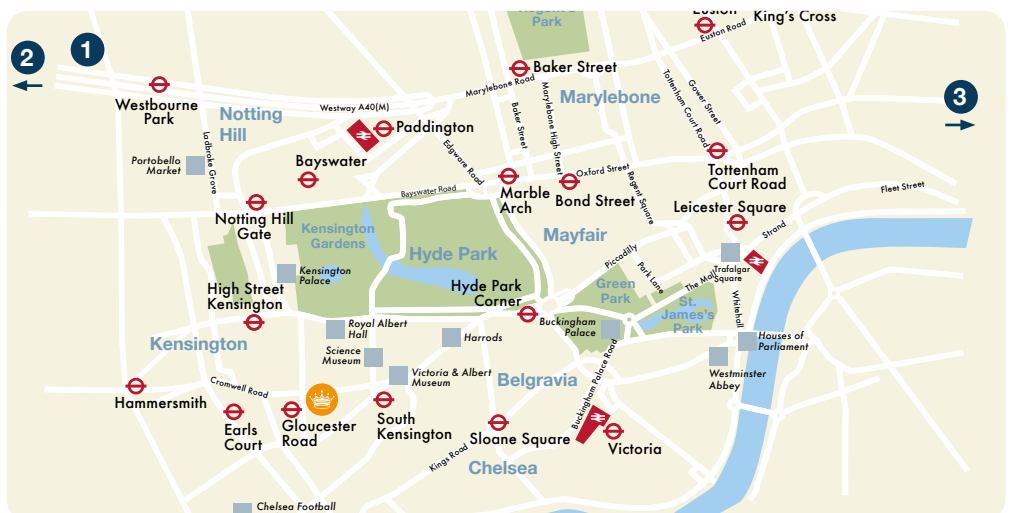 Regent's
Park
Euston
King's Cross
Euston Road
1
2
3
Baker Street
Marylebone Road
Marylebone
Westbourne
Park
Notting
Hill
Westway A40(M)
Paddington
Baker Street
Marylebone High Street
Tottenham Court Road
Gower Street
Ladbroke Grove
Portobello
Market
Bayswater
Edgware Road
Oxford Street
Tottenham
Court Road
Bayswater Road
Marble
Arch
Bond Street
Regent Square
Fleet Street
Notting Hill
Gate
Leicester Square
Kensington
Gardens
Hyde Park
Mayfair
Strand
Piccadilly
Park Lane
Trafalgar
Square
Kensington
Palace
The Mall
High Street
Kensington
Hyde Park
Corner
Green
Park
St.
James's
Park
Whitehall
Royal Albert
Hall
Harrods
Buckingham
Palace
Houses of
Parliament
Kensington
Science
Museum
Victoria & Albert
Museum
Belgravia
Buckingham Palace Road
Westminster
Abbey
Hammersmith
Cromwell Road
Earls
Court
Gloucester
Road
South
Kensington
Sloane Square
Victoria
Kings Road
Chelsea
Chelsea Football